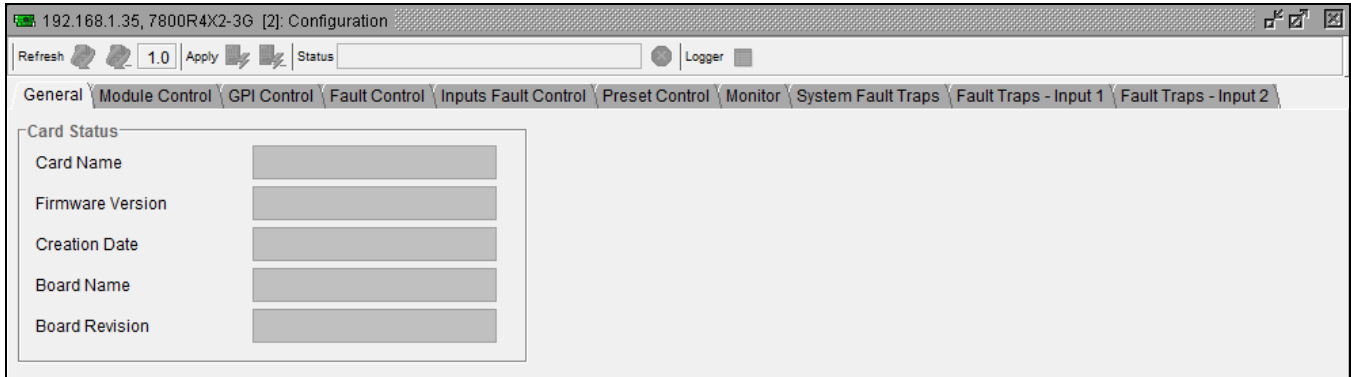 192.168.1.35, 7800R4X2-3G [2]: Configuration
Refresh 1.0 Apply Status Logger
General Module Control GPI Control Fault Control Inputs Fault Control Preset Control Monitor System Fault Traps Fault Traps - Input 1 Fault Traps - Input 2
Card Status
Card Name
Firmware Version
Creation Date
Board Name
Board Revision